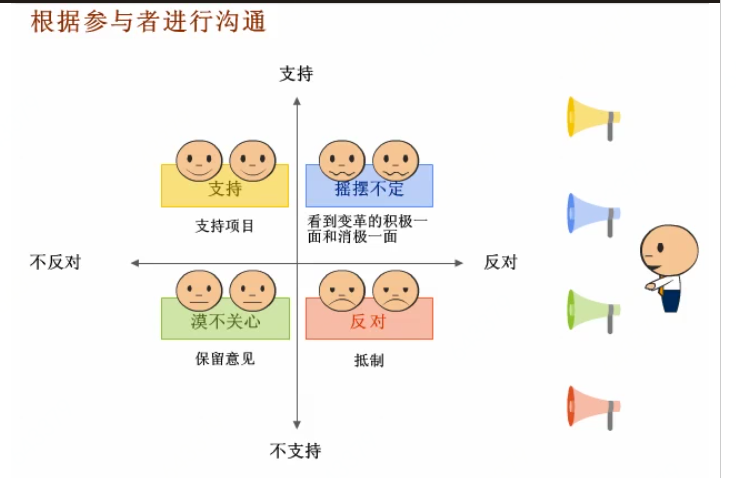 根据参与者进行沟通
支持
支持
摇摆不定
支持项目
看到变革的积极一
面和消极一面
不反对
反对
漠不关心
反对
保留意见
抵制
不支持